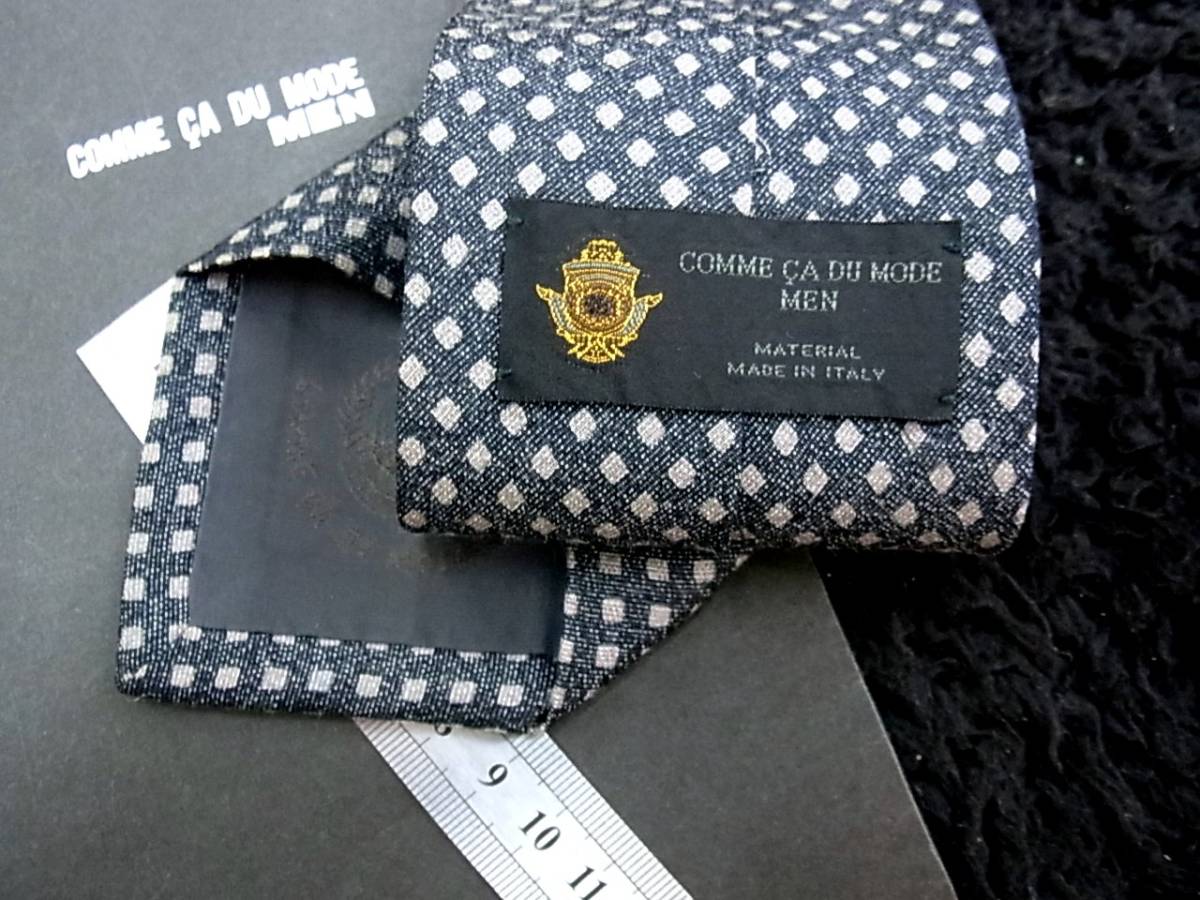 COMME ÇA DU MODE
MEN
COMME ÇA DU MODE
MEN
MATERIAL
MADE IN ITALY
9
10
11